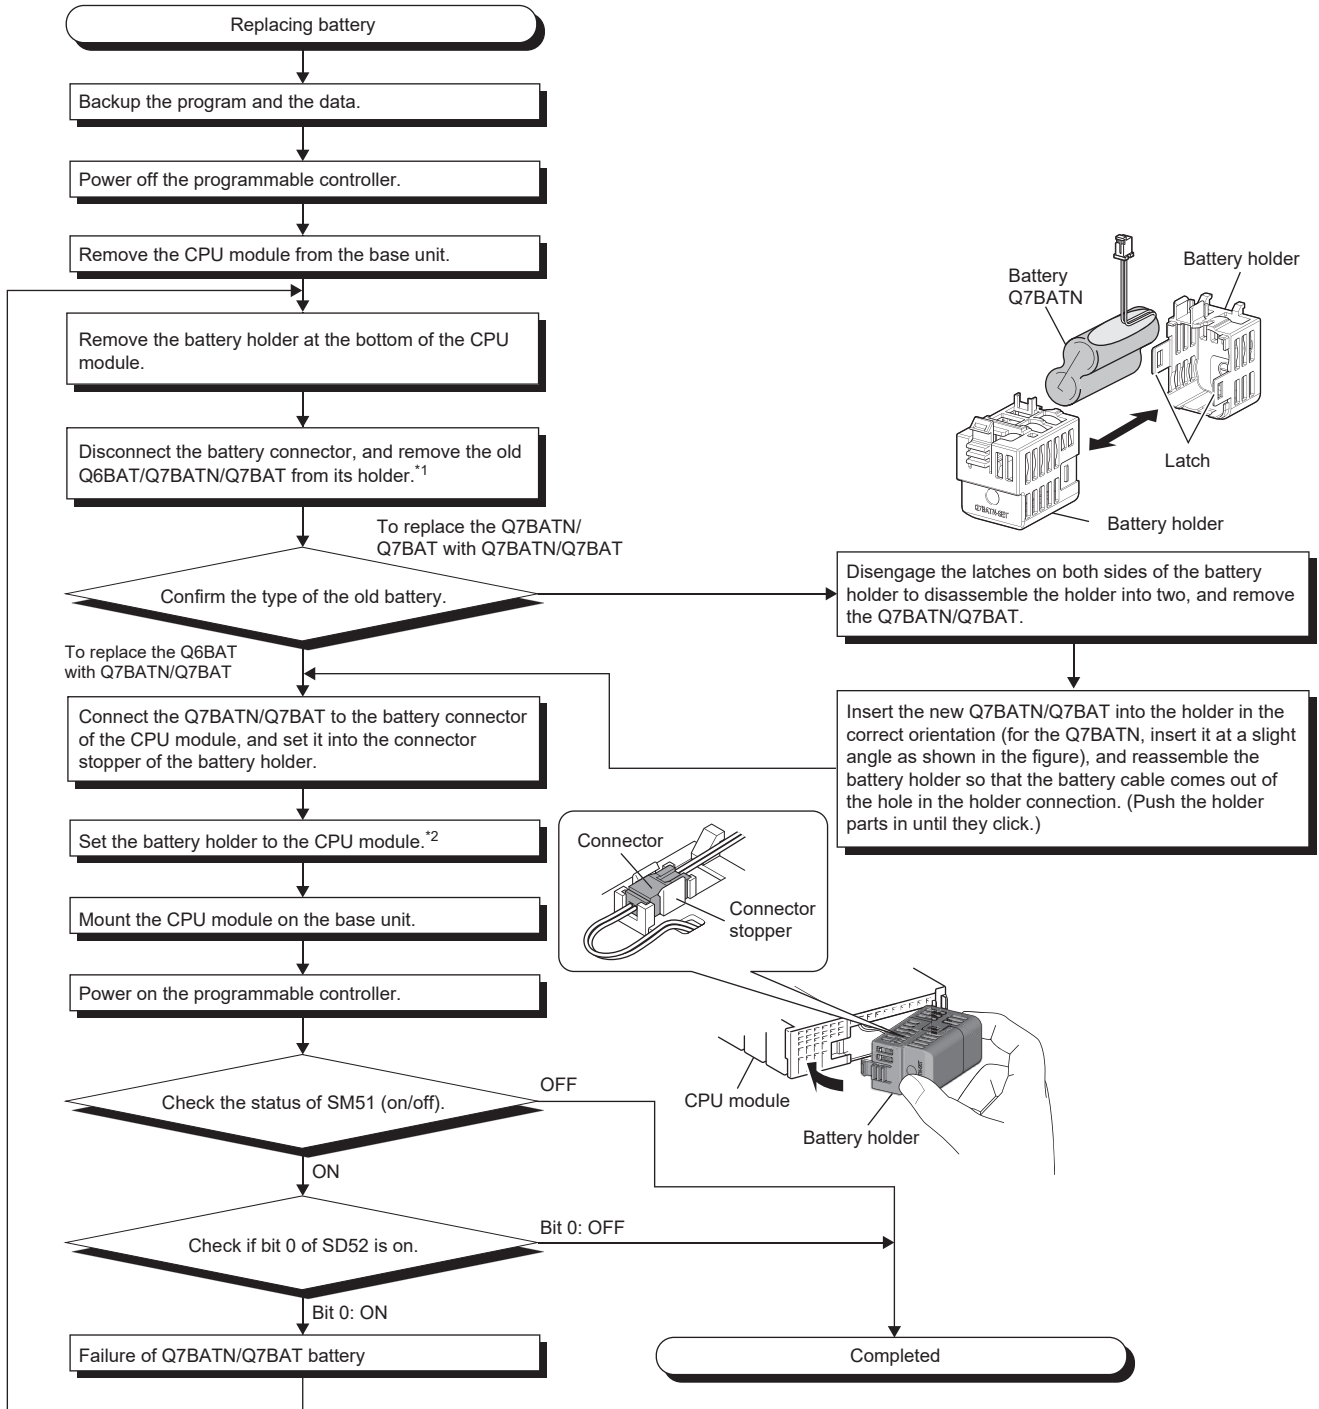 Replacing battery
Backup the program and the data.
Power off the programmable controller.
Remove the CPU module from the base unit.
Remove the battery holder at the bottom of the CPU
module.
Disconnect the battery connector, and remove the old
Q6BAT/Q7BATN/Q7BAT from its holder.*1
To replace the Q7BATN/
Q7BAT with Q7BATN/Q7BAT
Confirm the type of the old battery.
To replace the Q6BAT
with Q7BATN/Q7BAT
Connect the Q7BATN/Q7BAT to the battery connector
of the CPU module, and set it into the connector
stopper of the battery holder.
Set the battery holder to the CPU module.*2
Mount the CPU module on the base unit.
Power on the programmable controller.
Check the status of SM51 (on/off).
OFF
ON
Check if bit 0 of SD52 is on.
Bit 0: OFF
Bit 0: ON
Failure of Q7BATN/Q7BAT battery
Battery
Q7BATN
Battery holder
Latch
Q7BATN-SET
Battery holder
Disengage the latches on both sides of the battery
holder to disassemble the holder into two, and remove
the Q7BATN/Q7BAT.
Insert the new Q7BATN/Q7BAT into the holder in the
correct orientation (for the Q7BATN, insert it at a slight
angle as shown in the figure), and reassemble the
battery holder so that the battery cable comes out of
the hole in the holder connection. (Push the holder
parts in until they click.)
Connector
Connector
stopper
CPU module
Battery holder
Completed